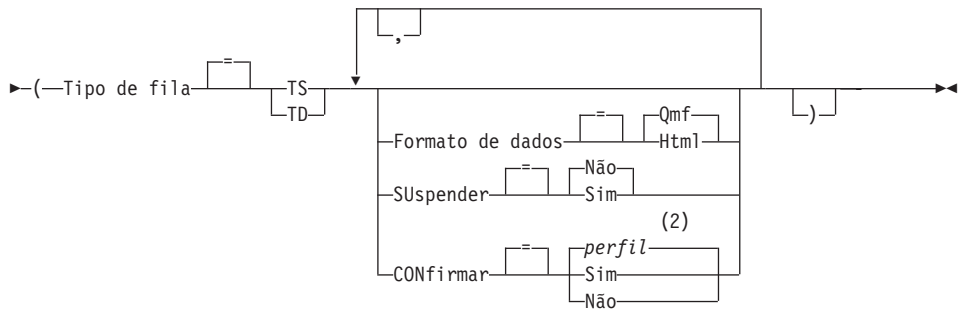 ,
=
( Tipo de fila TS
TD
)
= Qmf
Formato de dados Html
= Não
SUspender Sim
(2)
= perfil
CONfirmar Sim
Não